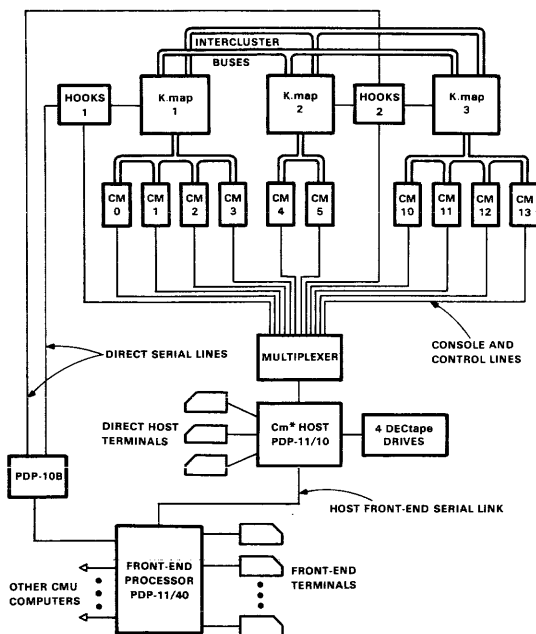 INTERCLUSTER
BUSES
HOOKS
1
K.map
1
K.map
2
HOOKS
2
K.map
3
CM
0
CM
1
CM
2
CM
3
CM
4
CM
5
CM
10
CM
11
CM
12
CM
13
MULTIPLEXER
CONSOLE AND
CONTROL LINES
DIRECT SERIAL LINES
DIRECT HOST
TERMINALS
Cm* HOST
PDP-11/10
4 DECtape
DRIVES
PDP-10B
HOST FRONT-END SERIAL LINK
FRONT-END
PROCESSOR
PDP-11/40
OTHER CMU
COMPUTERS
FRONT-END
TERMINALS